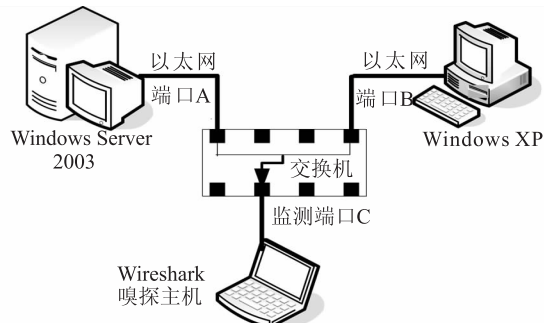 以太网
端口A
以太网
端口B
Windows Server
2003
Windows XP
交换机
监测端口C
Wireshark
嗅探主机